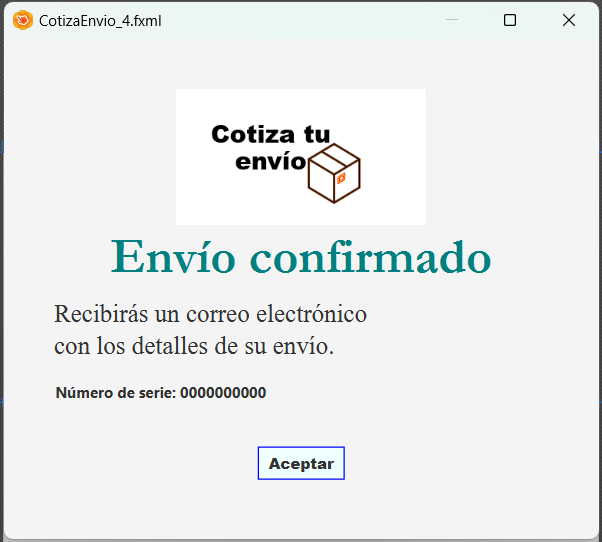 CotizaEnvio_4.fxml
Cotiza tu
envío
Envío confirmado
Recibirás un correo electrónico
con los detalles de su envío.
Número de serie: 0000000000
Aceptar